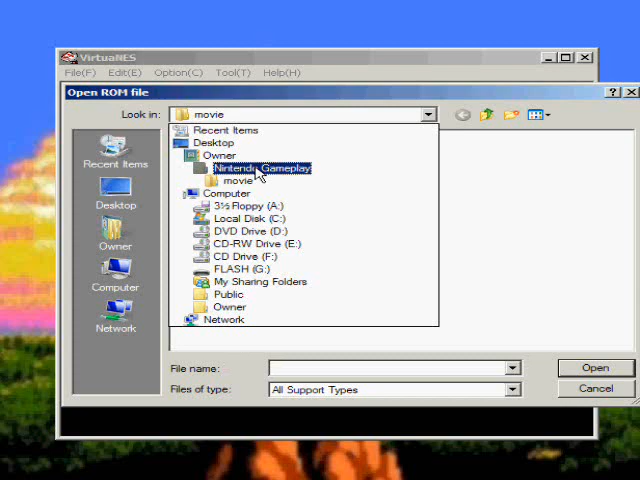 VirtuaNES
File(F) Edit(E) Option(C) Tool(T) Help(H)
Open ROM file
Look in: movie
Recent Items
Desktop
Owner
Nintendo Gameplay
movie
Computer
3½ Floppy (A:)
Local Disk (C:)
DVD Drive (D:)
CD-RW Drive (E:)
CD Drive (F:)
FLASH (G:)
My Sharing Folders
Public
Owner
Network
Recent Items
Desktop
Owner
Computer
Network
File name:
Open
Files of type: All Support Types
Cancel